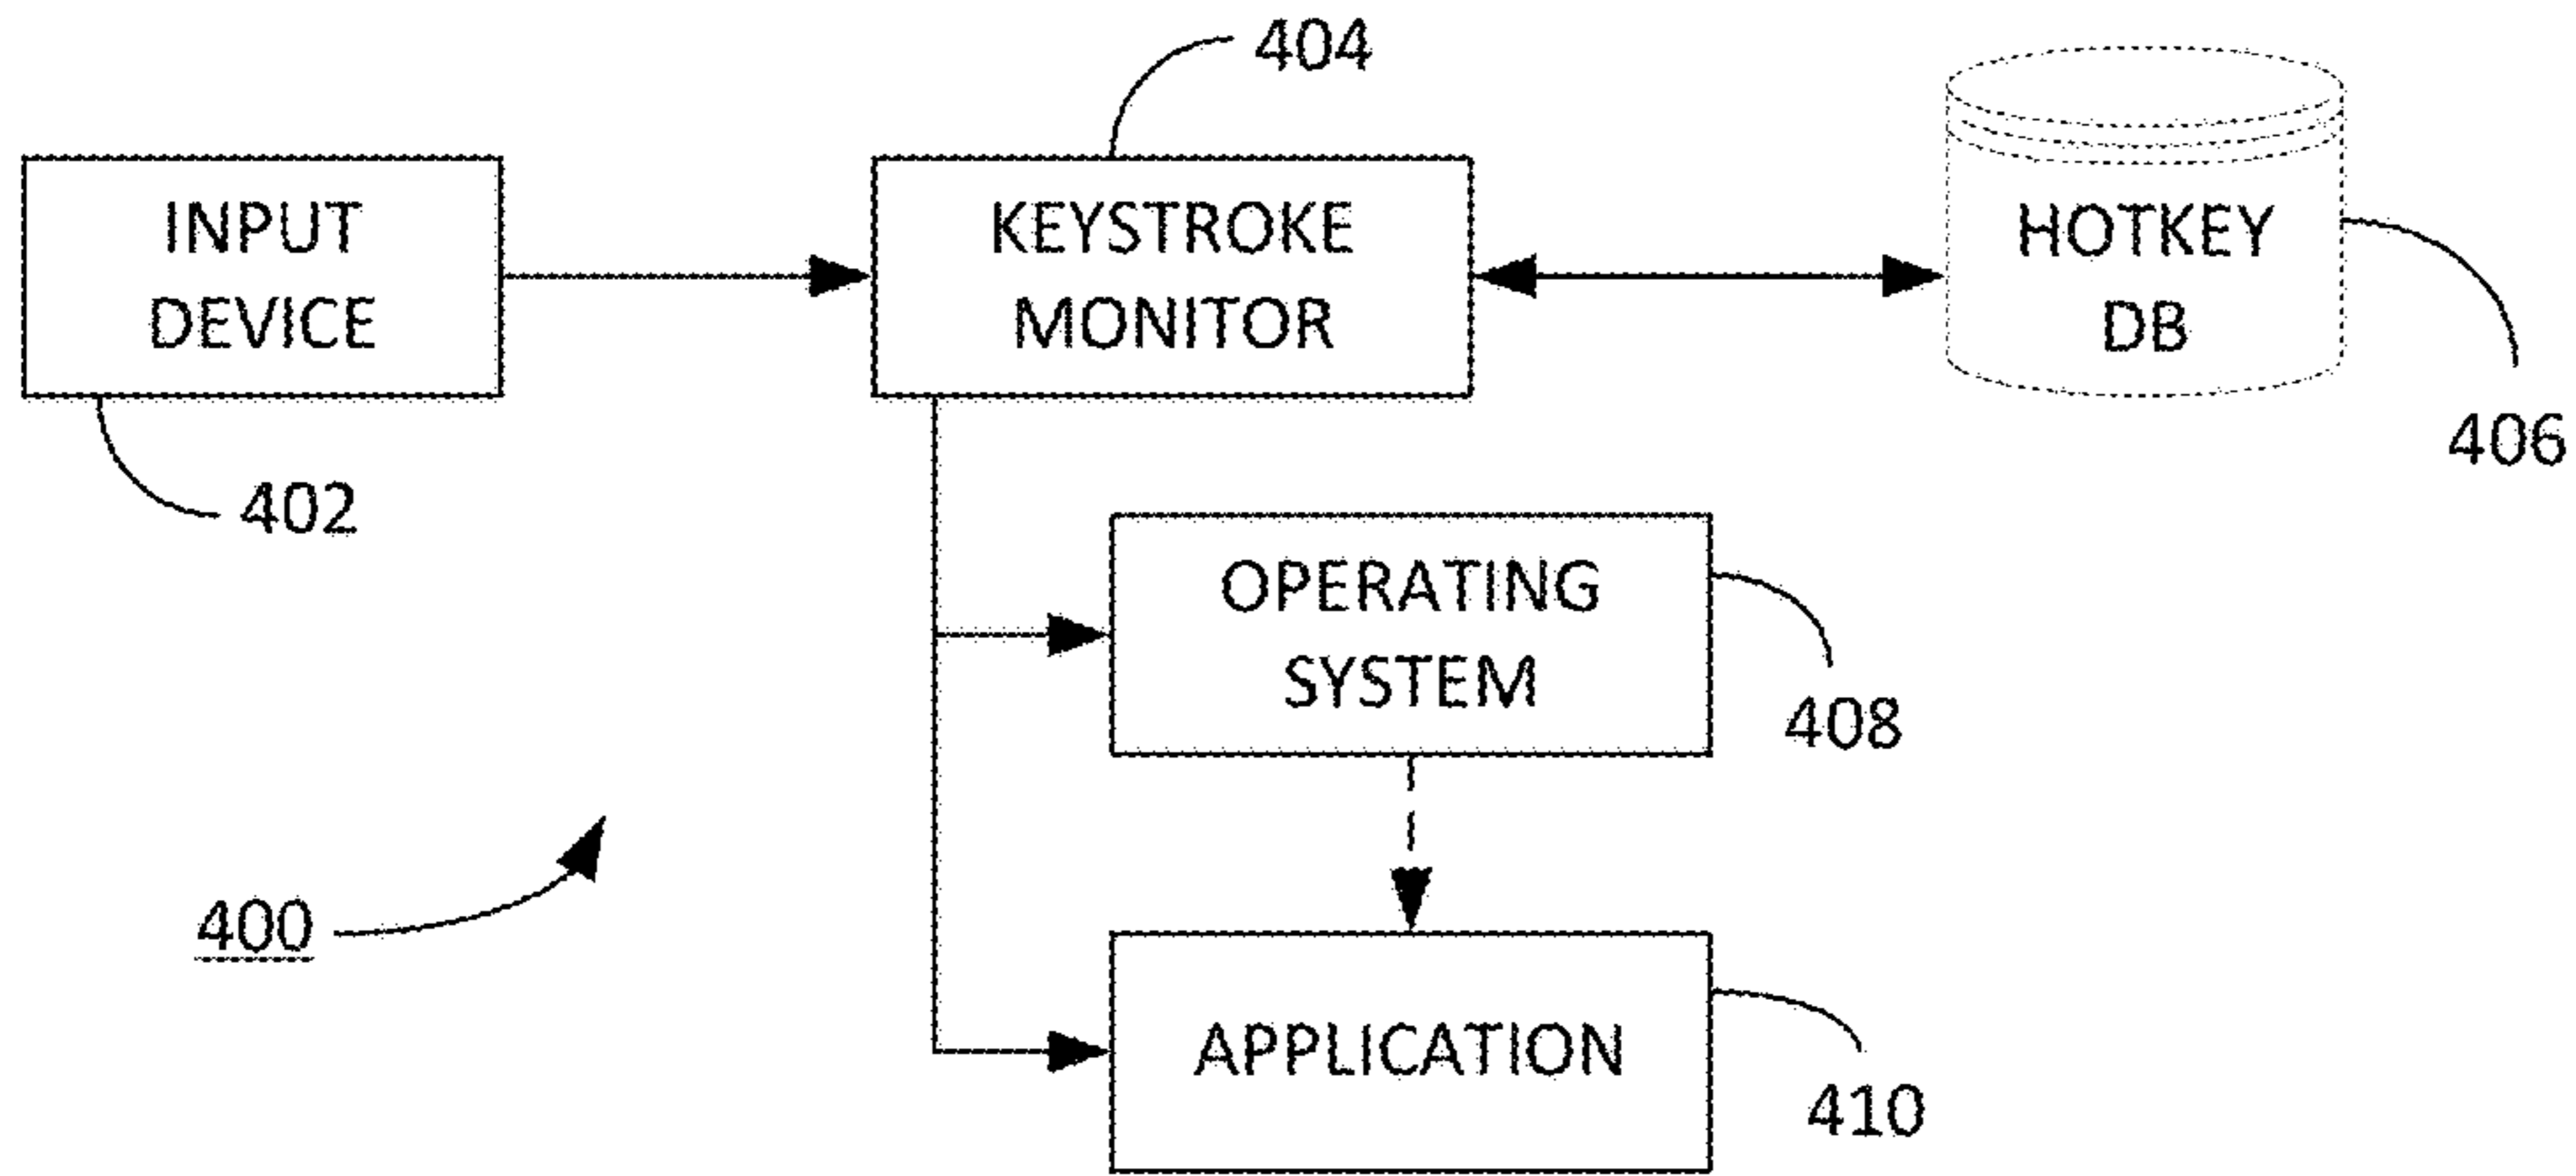 404
INPUT
DEVICE
KEYSTROKE
MONITOR
HOTKEY
DB
406
402
OPERATING
SYSTEM
408
400
APPLICATION
410